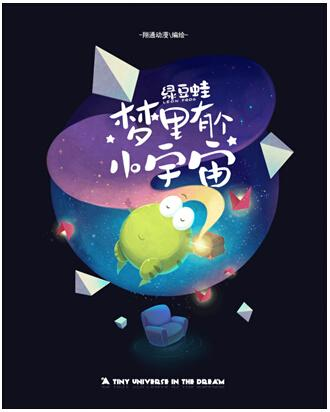 ~翔通动漫\编绘~
绿豆蛙
LEON FROG
梦里有个
小宇宙
A TINY UNIVERSE IN THE DREAM